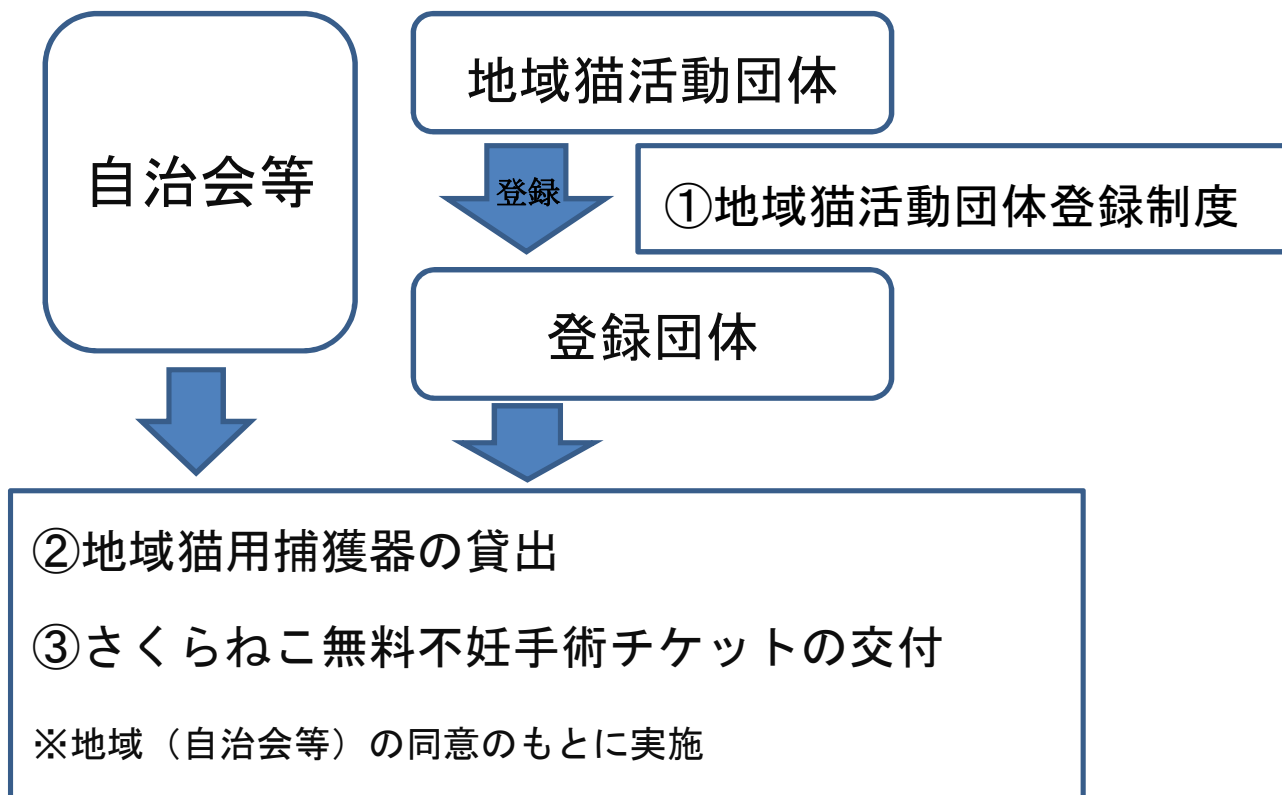 自治会等
地域猫活動団体
登録
①地域猫活動団体登録制度
登録団体
②地域猫用捕獲器の貸出
③さくらねこ無料不妊手術チケットの交付
※地域（自治会等）の同意のもとに実施